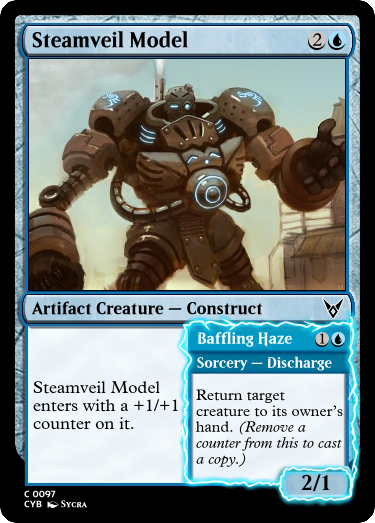 Steamveil Model 2
Artifact Creature — Construct
Steamveil Model
enters with a +1/+1
counter on it.
Baffling Haze 1
Sorcery — Discharge
Return target
creature to its owner's
hand. (Remove a
counter from this to cast
a copy.)
2/1
C 0097
CYB SYCRA